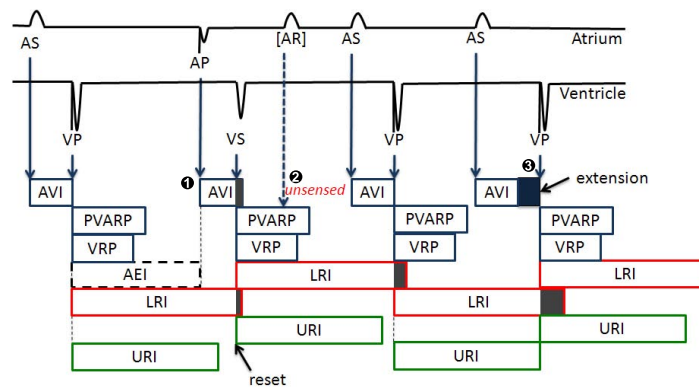 [AR]
AS AS AS Atrium
AP
Ventricle
VP VS VP VP
❶ ❷ ❸
unsensed extension
AVI AVI AVI AVI
PVARP PVARP PVARP PVARP
VRP VRP VRP VRP
AEI LRI LRI
LRI LRI
URI URI
URI URI
reset